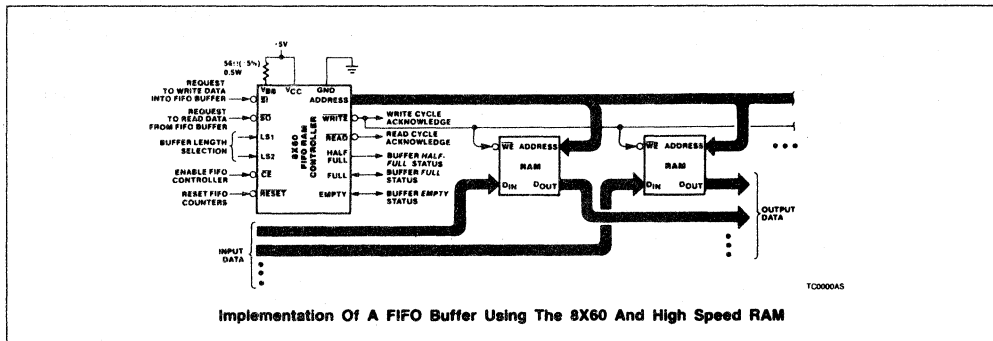 ·5V
56Ω(·5%)
0.5W
REQUEST
TO WRITE DATA
INTO FIFO BUFFER
REQUEST
TO READ DATA
FROM FIFO BUFFER
BUFFER LENGTH
SELECTION
ENABLE FIFO
CONTROLLER
RESET FIFO
COUNTERS
VBB
VCC
GND
SI
SO
LS1
LS2
CE
RESET
8X60
FIFO RAM
CONTROLLER
ADDRESS
WRITE
READ
HALF
FULL
FULL
EMPTY
WRITE CYCLE
ACKNOWLEDGE
READ CYCLE
ACKNOWLEDGE
BUFFER HALF-
FULL STATUS
BUFFER FULL
STATUS
BUFFER EMPTY
STATUS
WE ADDRESS
RAM
DIN DOUT
WE ADDRESS
RAM
DIN DOUT
INPUT
DATA
OUTPUT
DATA
TC0000AS
Implementation Of A FIFO Buffer Using The 8X60 And High Speed RAM